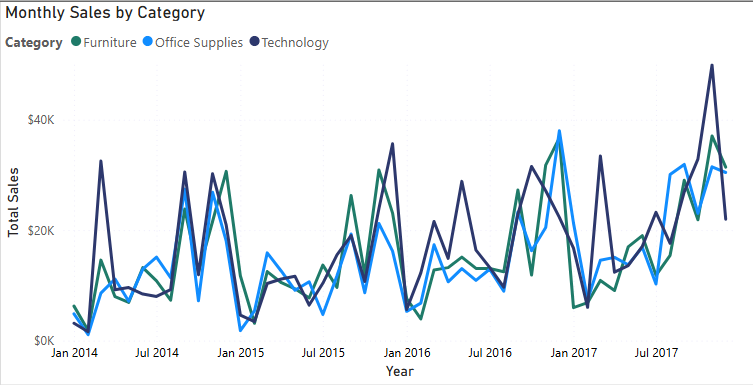 Monthly Sales by Category
Category Furniture Office Supplies Technology
$40K
$20K
$0K
Total Sales
Jan 2014 Jul 2014 Jan 2015 Jul 2015 Jan 2016 Jul 2016 Jan 2017 Jul 2017
Year